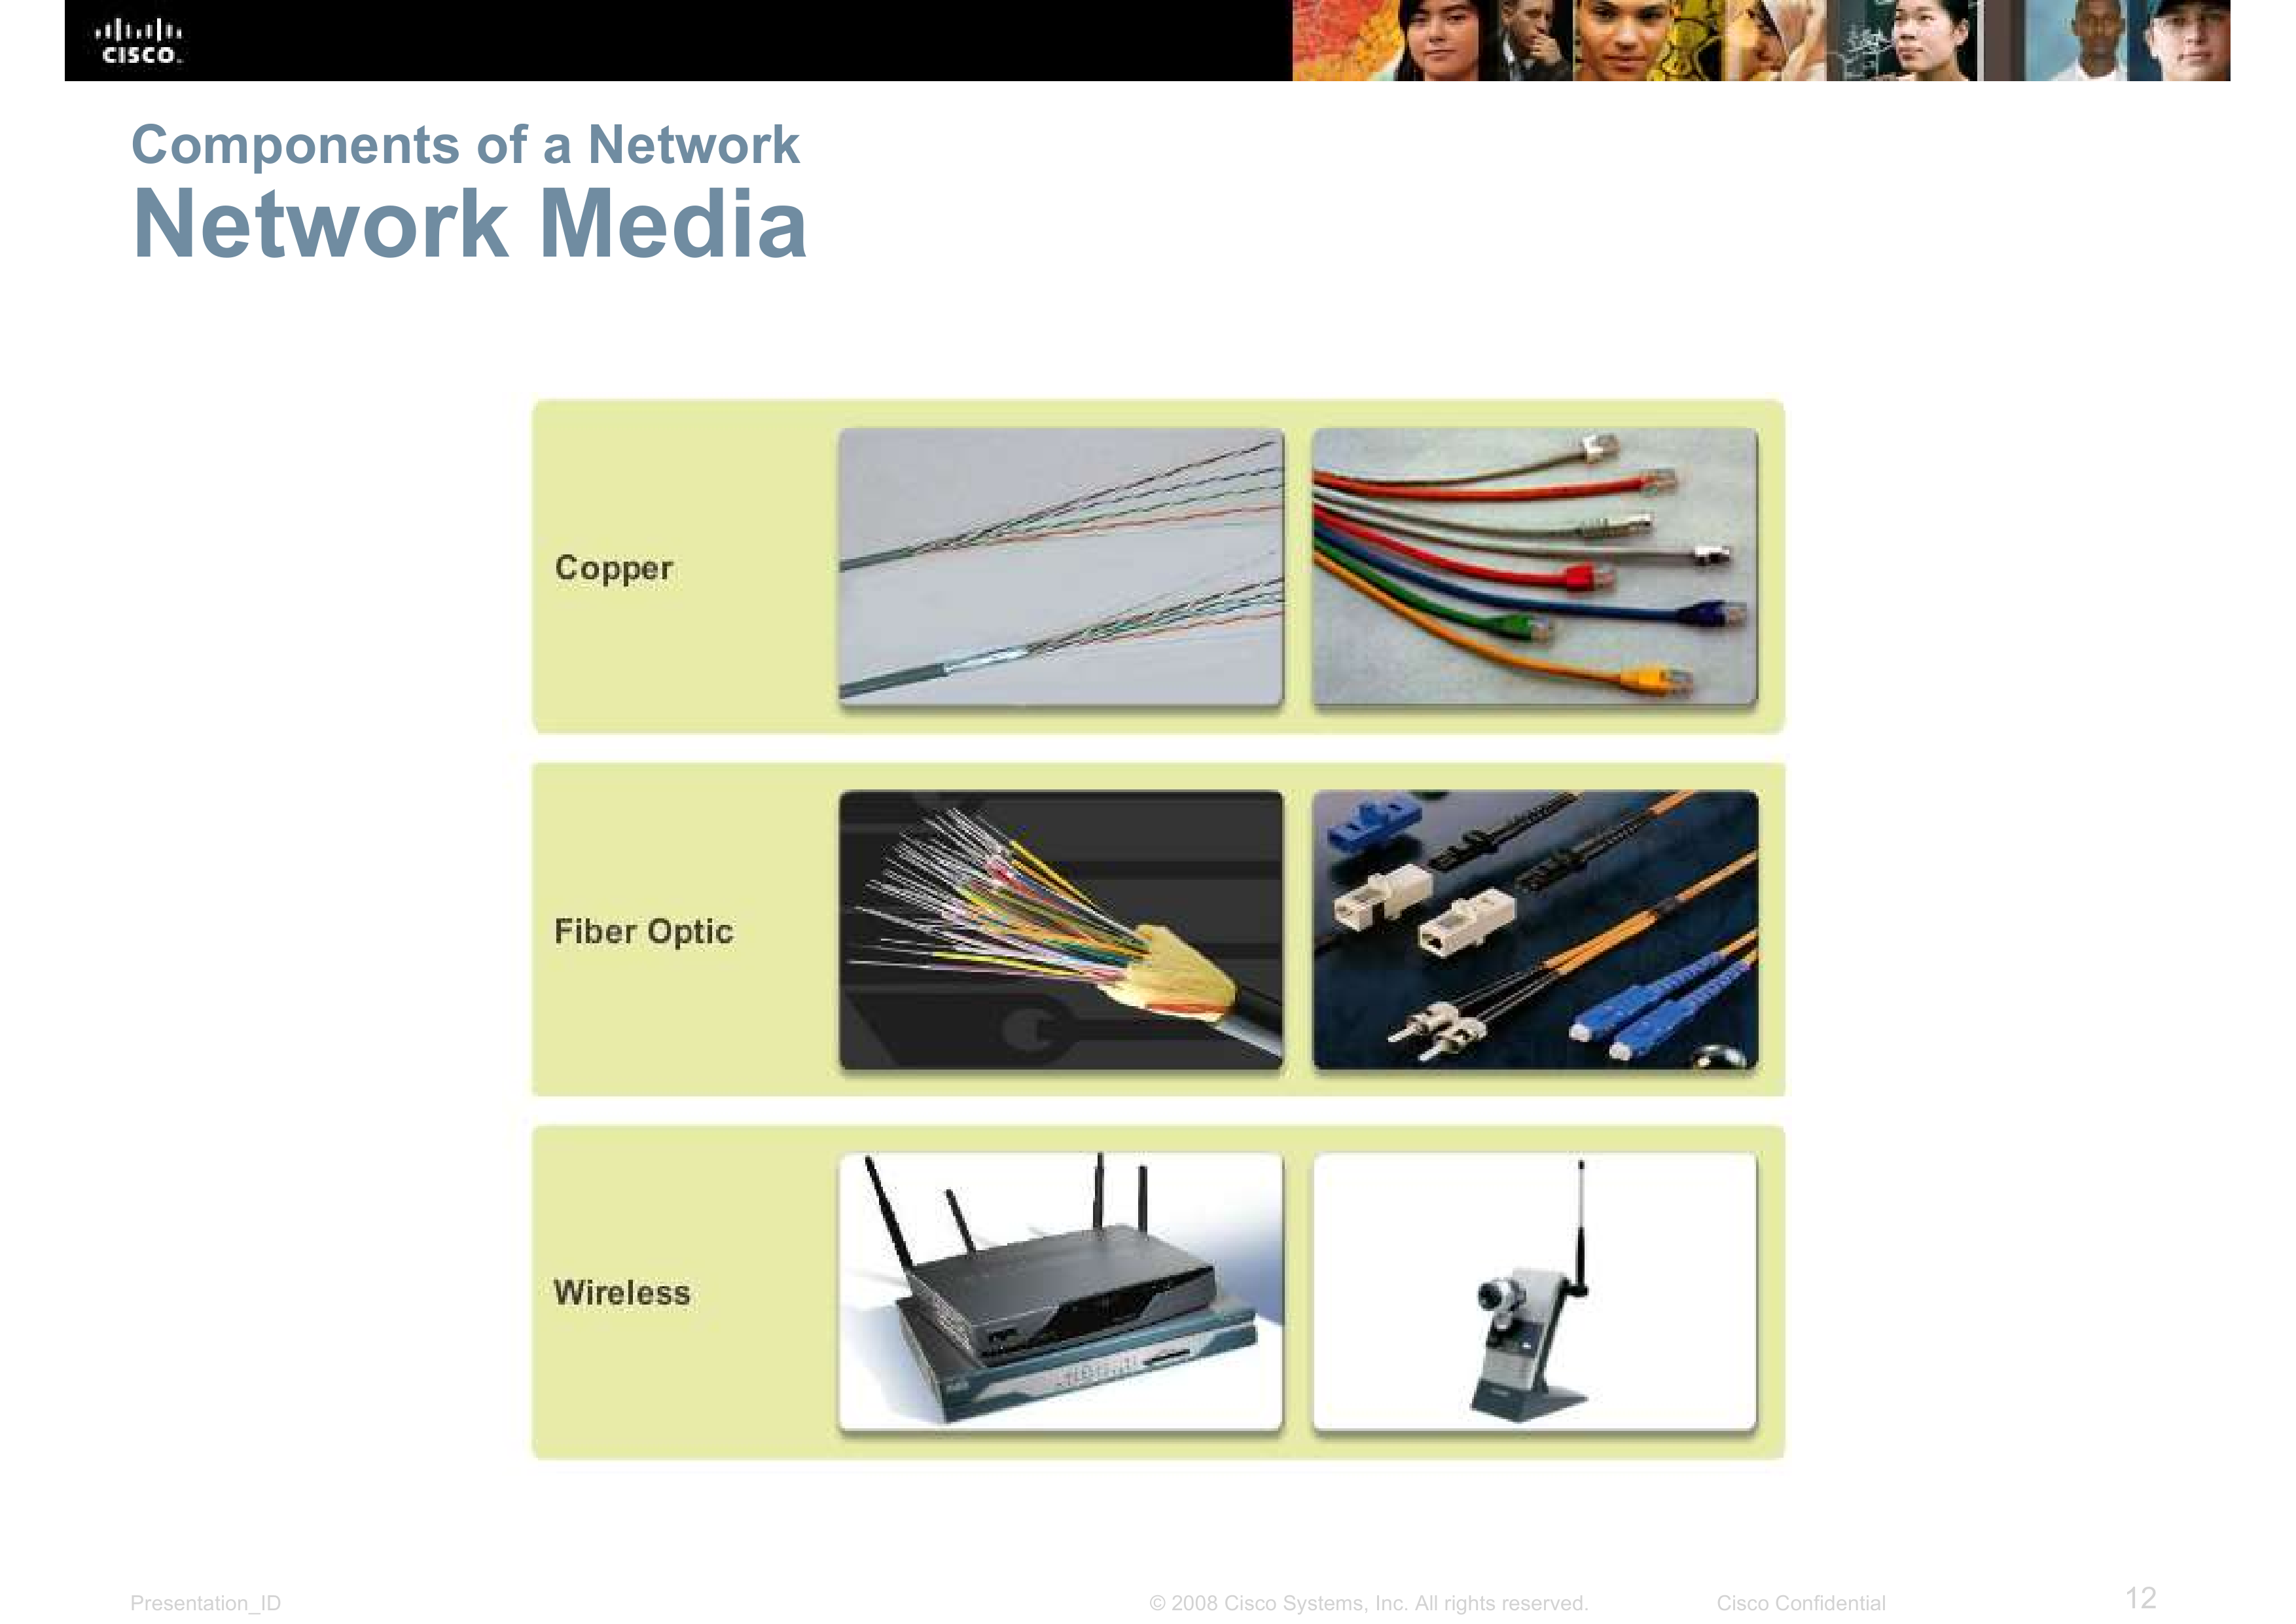 CISCO
Components of a Network
Network Media
Copper
Fiber Optic
Wireless
Presentation_ID
© 2008 Cisco Systems, Inc. All rights reserved.
Cisco Confidential
12